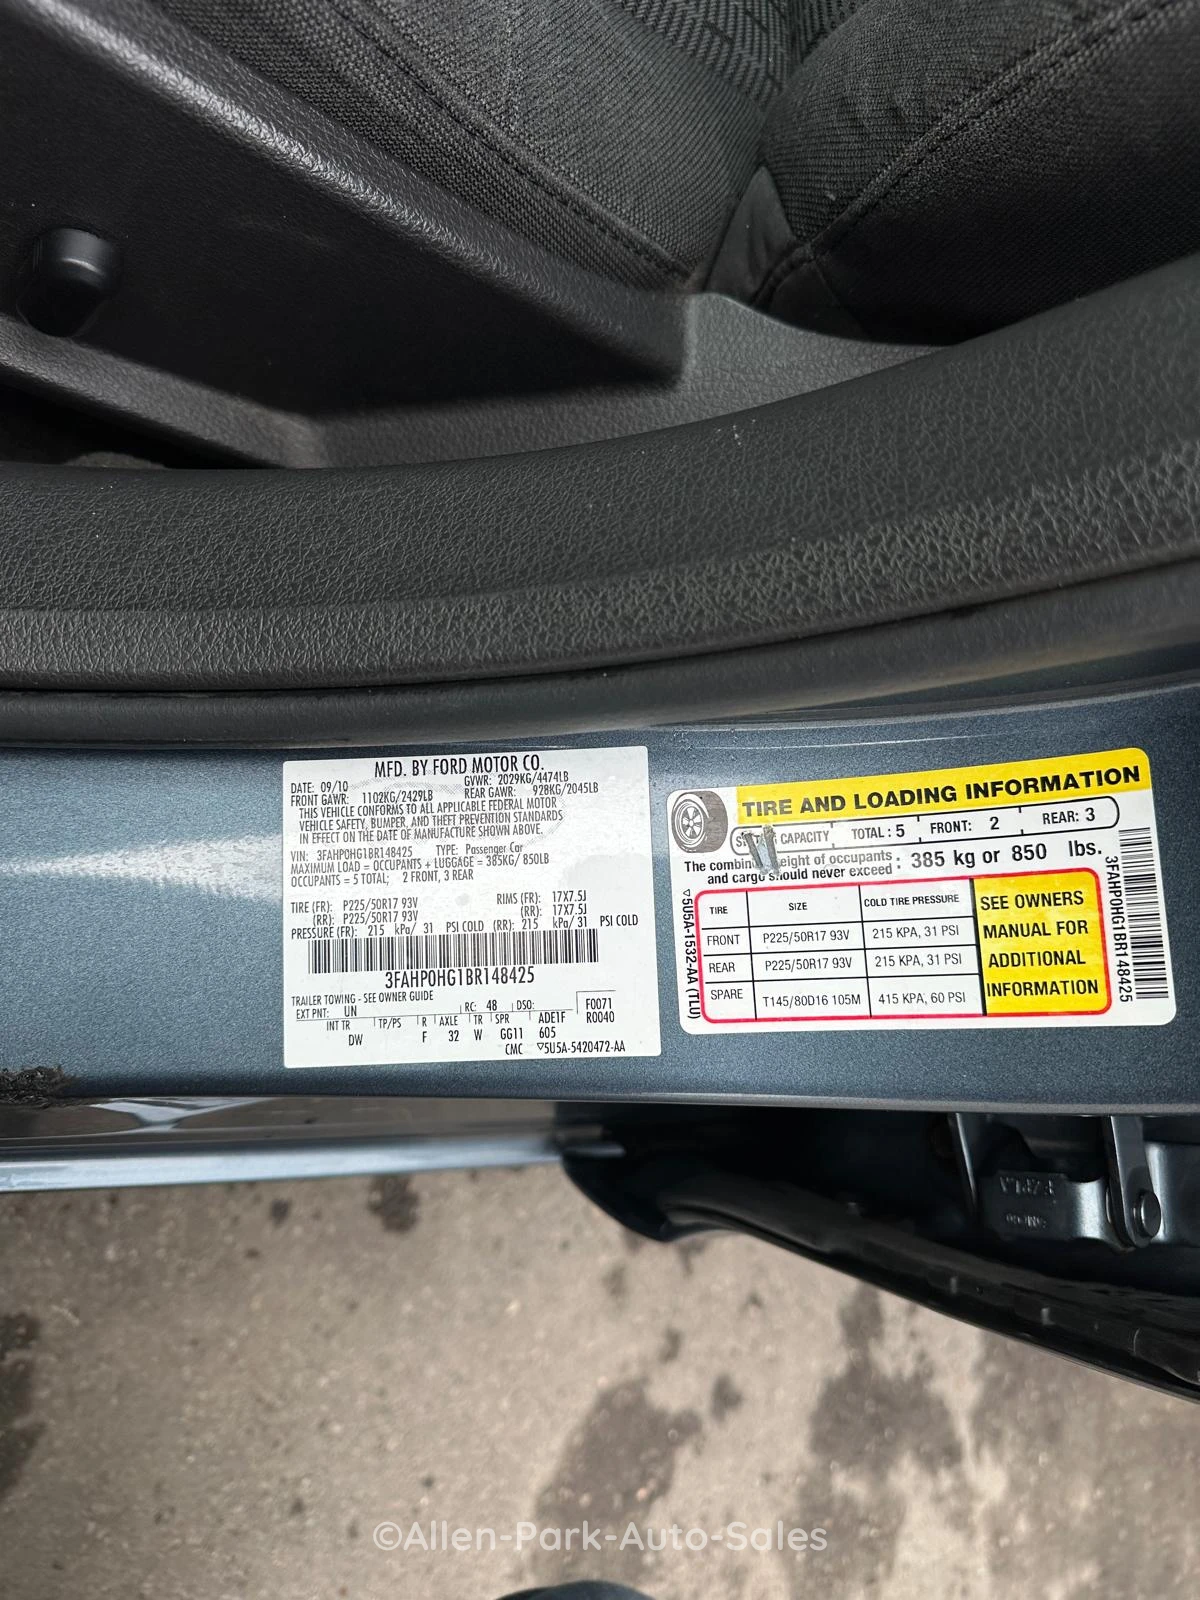 MFD. BY FORD MOTOR CO.
DATE: 09/10 GVWR: 2029KG/4474LB
FRONT GAWR: 1102KG/2429LB REAR GAWR: 928KG/2045LB
THIS VEHICLE CONFORMS TO ALL APPLICABLE FEDERAL MOTOR
VEHICLE SAFETY, BUMPER, AND THEFT PREVENTION STANDARDS
IN EFFECT ON THE DATE OF MANUFACTURE SHOWN ABOVE.
VIN: 3FAHP0HG1BR148425 TYPE: Passenger Car
MAXIMUM LOAD = OCCUPANTS + LUGGAGE = 385KG/ 850LB
OCCUPANTS = 5 TOTAL; 2 FRONT, 3 REAR
TIRE (FR): P225/50R17 93V RIMS (FR): 17X7.5J
(RR): P225/50R17 93V (RR): 17X7.5J
PRESSURE (FR): 215 kPa/ 31 PSI COLD (RR): 215 kPa/ 31 PSI COLD
3FAHP0HG1BR148425
TRAILER TOWING - SEE OWNER GUIDE
EXT PNT: UN RC: 48 DSO: F0071
INT TR TP/PS R AXLE TR SPR ADE1F R0040
DW F 32 W GG11 605
CMC ▽5U5A-5420472-AA
TIRE AND LOADING INFORMATION
CAPACITY TOTAL : 5 FRONT: 2 REAR: 3
The of occupants : 385 kg or 850 lbs.
and should never exceed
TIRE SIZE COLD TIRE PRESSURE
FRONT P225/50R17 93V 215 KPA, 31 PSI
REAR P225/50R17 93V 215 KPA, 31 PSI
SPARE T145/80D16 105M 415 KPA, 60 PSI
SEE OWNERS
MANUAL FOR
ADDITIONAL
INFORMATION
▽5U5A-1532-AA (TLU)
3FAHP0HG1BR148425
©Allen-Park-Auto-Sales